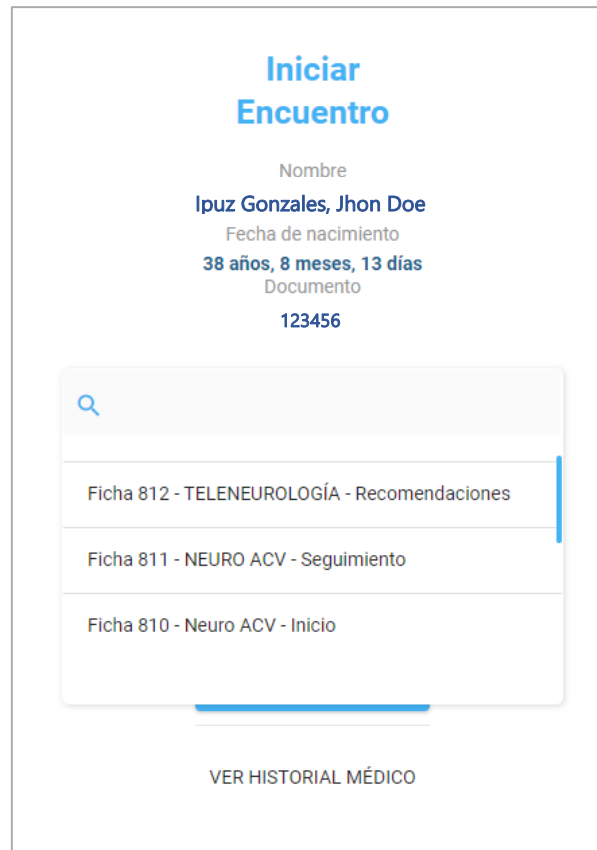 Iniciar
Encuentro
Nombre
Ipuz Gonzales, Jhon Doe
Fecha de nacimiento
38 años, 8 meses, 13 días
Documento
123456
Ficha 812 - TELENEUROLOGÍA - Recomendaciones
Ficha 811 - NEURO ACV - Seguimiento
Ficha 810 - Neuro ACV - Inicio
VER HISTORIAL MÉDICO